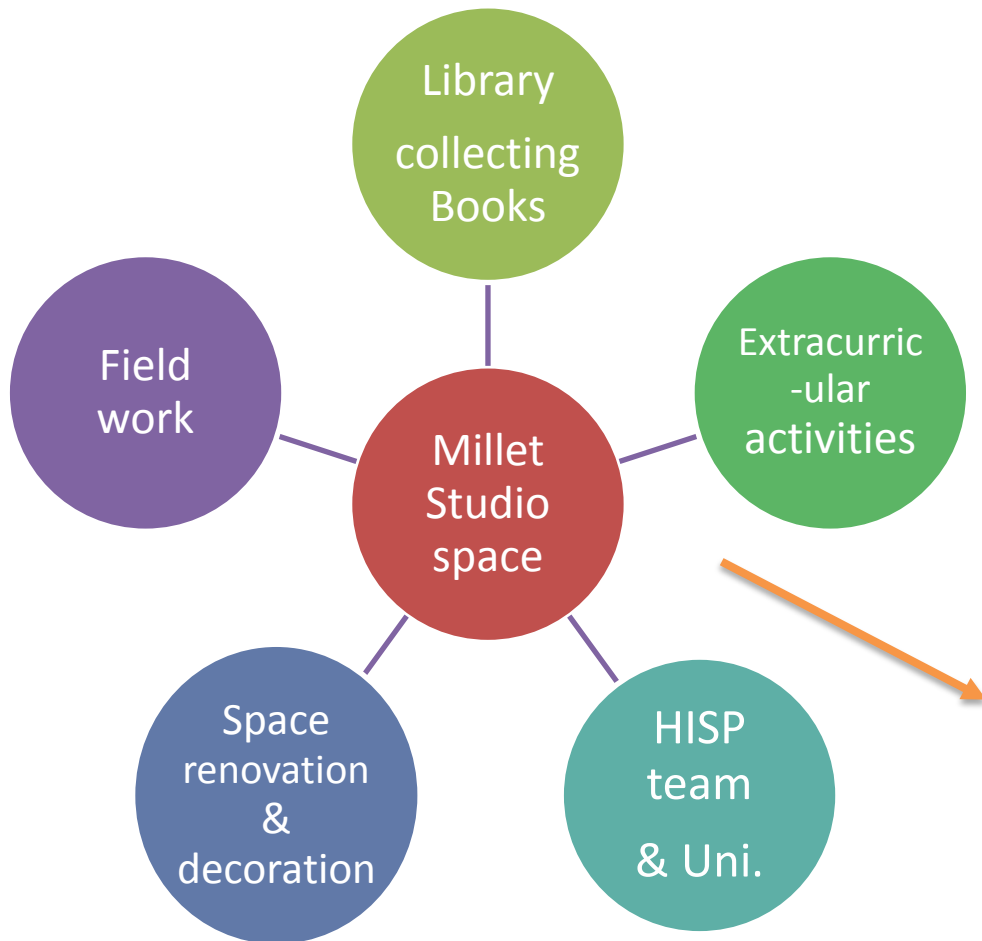 Library
collecting
Books
Extracurric
-ular
activities
Field
work
Millet
Studio
space
Space
renovation
&
decoration
HISP
team
& Uni.